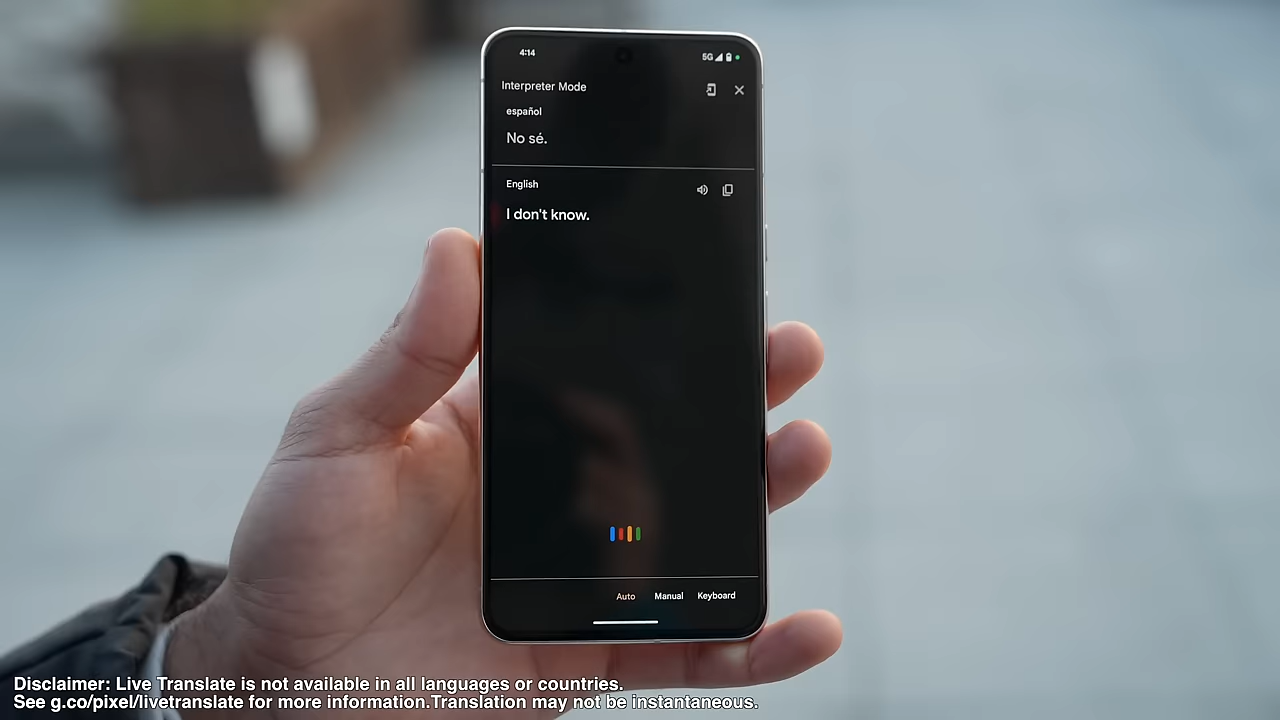 4:14
5G
Interpreter Mode
español
No sé.
English
I don't know.
Auto Manual Keyboard
Disclaimer: Live Translate is not available in all languages or countries.
See g.co/pixel/livetranslate for more information.Translation may not be instantaneous.